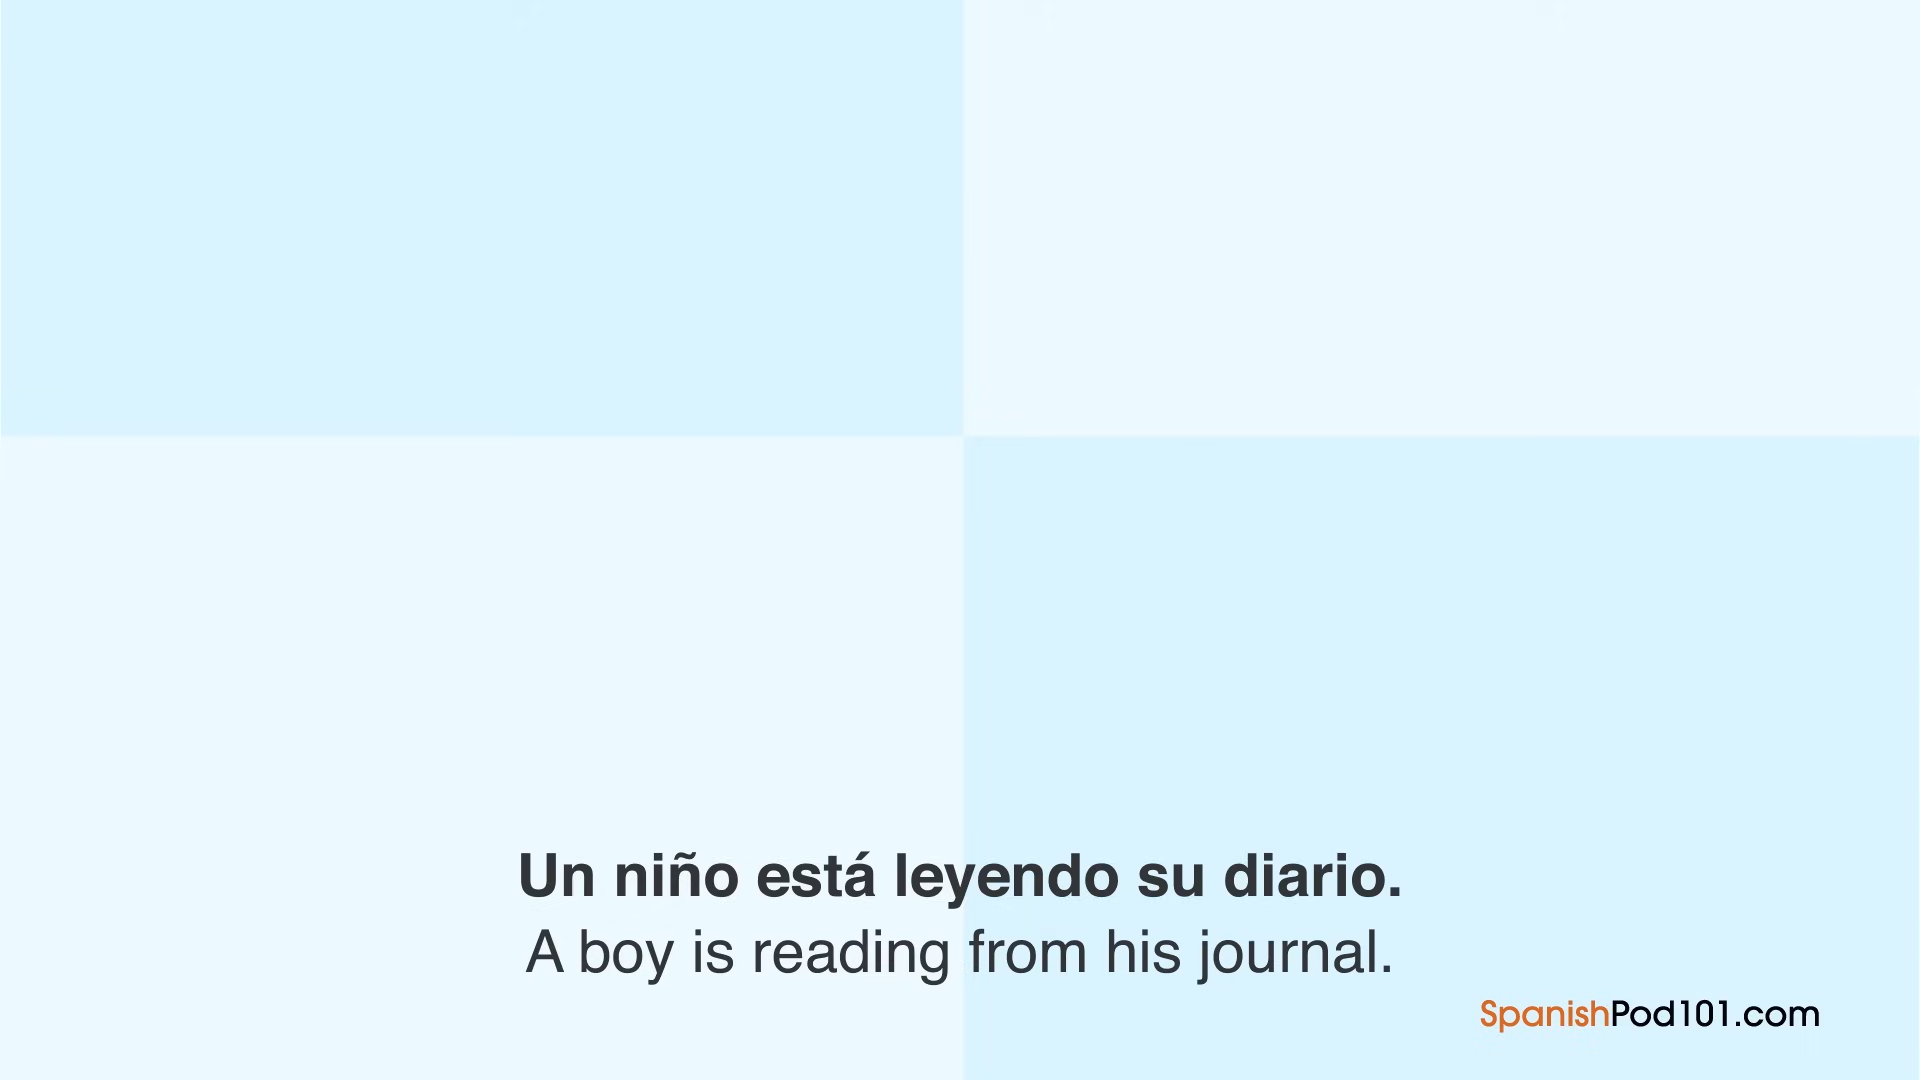 Un niño está leyendo su diario.
A boy is reading from his journal.
SpanishPod101.com